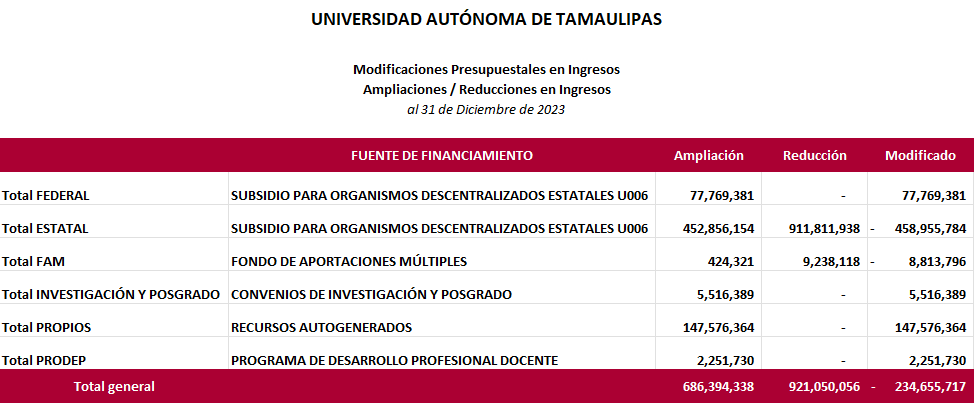 UNIVERSIDAD AUTÓNOMA DE TAMAULIPAS
Modificaciones Presupuestales en Ingresos
Ampliaciones / Reducciones en Ingresos
al 31 de Diciembre de 2023
FUENTE DE FINANCIAMIENTO Ampliación Reducción Modificado
Total FEDERAL SUBSIDIO PARA ORGANISMOS DESCENTRALIZADOS ESTATALES U006 77,769,381 - 77,769,381
Total ESTATAL SUBSIDIO PARA ORGANISMOS DESCENTRALIZADOS ESTATALES U006 452,856,154 911,811,938 - 458,955,784
Total FAM FONDO DE APORTACIONES MÚLTIPLES 424,321 9,238,118 - 8,813,796
Total INVESTIGACIÓN Y POSGRADO CONVENIOS DE INVESTIGACIÓN Y POSGRADO 5,516,389 - 5,516,389
Total PROPIOS RECURSOS AUTOGENERADOS 147,576,364 - 147,576,364
Total PRODEP PROGRAMA DE DESARROLLO PROFESIONAL DOCENTE 2,251,730 - 2,251,730
Total general 686,394,338 921,050,056 - 234,655,717